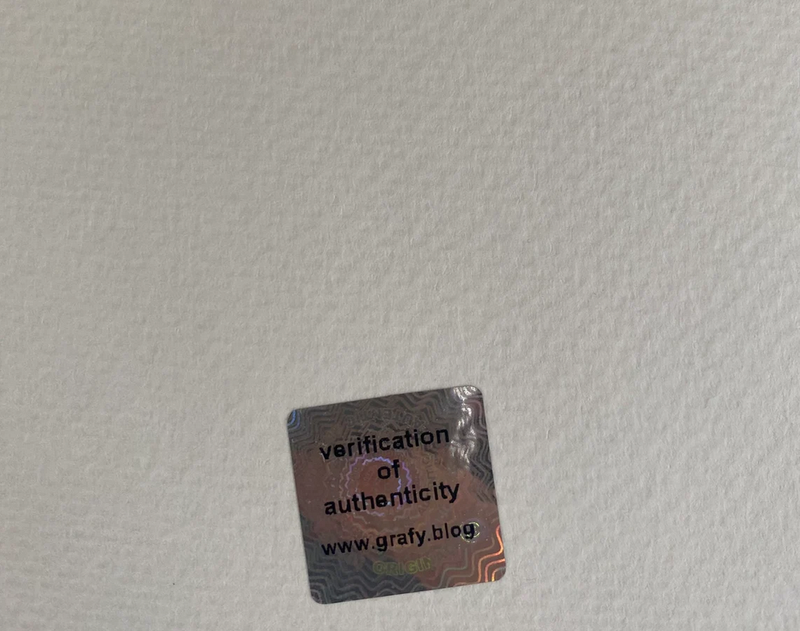 verification
of
authenticity
www.grafy.blog